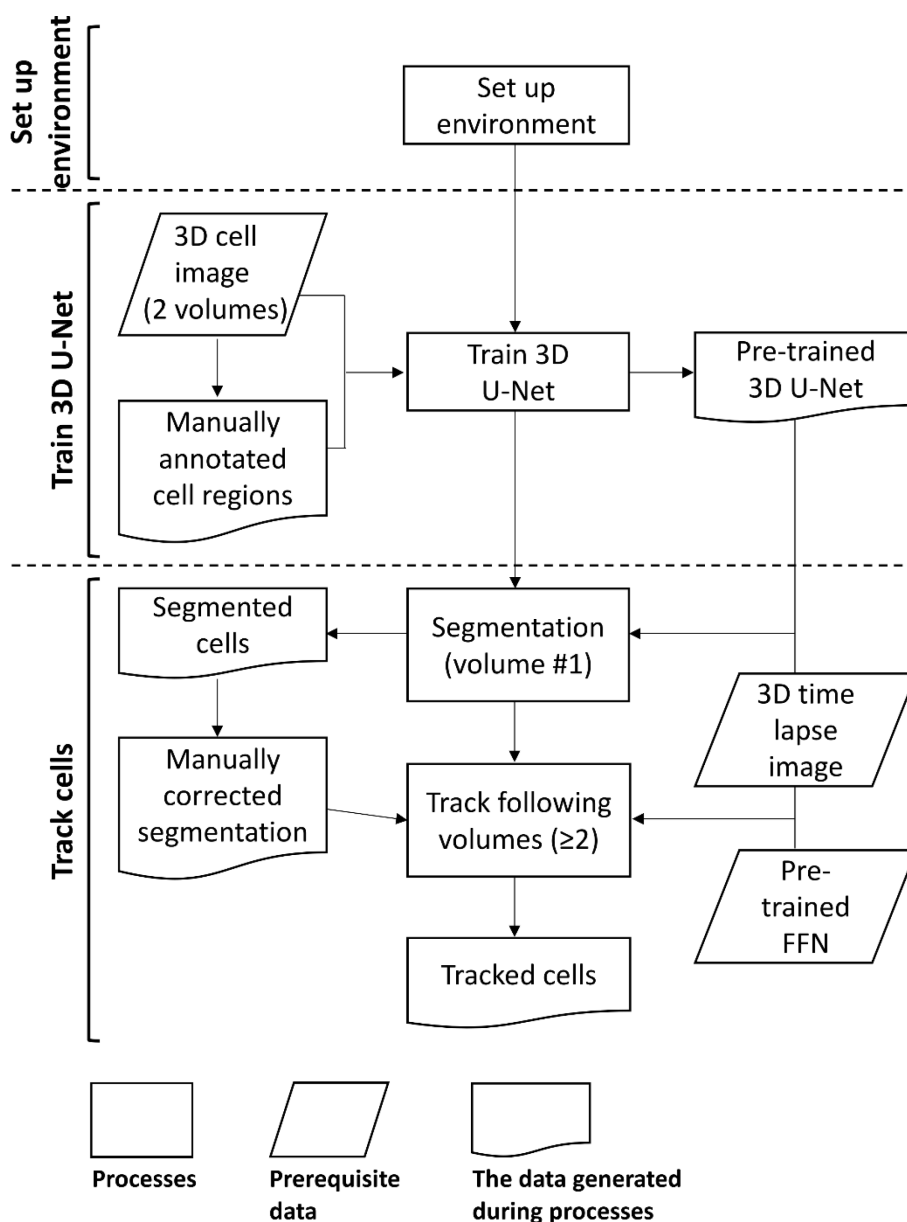 Set up
environment
Set up
environment
Train 3D U-Net
3D cell
image
(2 volumes)
Manually
annotated
cell regions
Train 3D
U-Net
Pre-trained
3D U-Net
Track cells
Segmented
cells
Segmentation
(volume #1)
3D time
lapse
image
Manually
corrected
segmentation
Track following
volumes (≥2)
Pre-
trained
FFN
Tracked cells
Processes
Prerequisite
data
The data generated
during processes